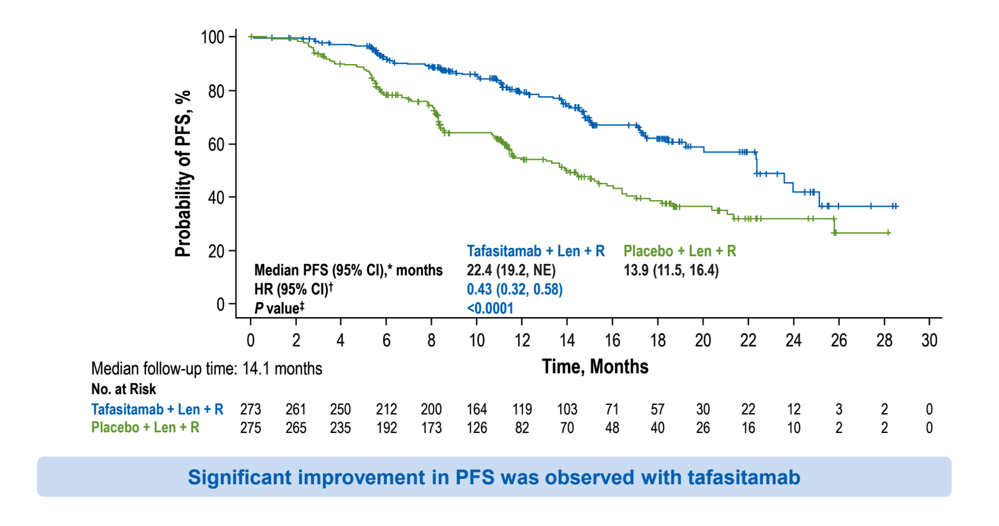 100
80
60
40
20
0
Probability of PFS, %
Tafasitamab + Len + R Placebo + Len + R
Median PFS (95% CI),* months 22.4 (19.2, NE) 13.9 (11.5, 16.4)
HR (95% CI)† 0.43 (0.32, 0.58)
P value‡ <0.0001
0 2 4 6 8 10 12 14 16 18 20 22 24 26 28 30
Time, Months
Median follow-up time: 14.1 months
No. at Risk
Tafasitamab + Len + R 273 261 250 212 200 164 119 103 71 57 30 22 12 3 2 0
Placebo + Len + R 275 265 235 192 173 126 82 70 48 40 26 16 10 2 2 0
Significant improvement in PFS was observed with tafasitamab